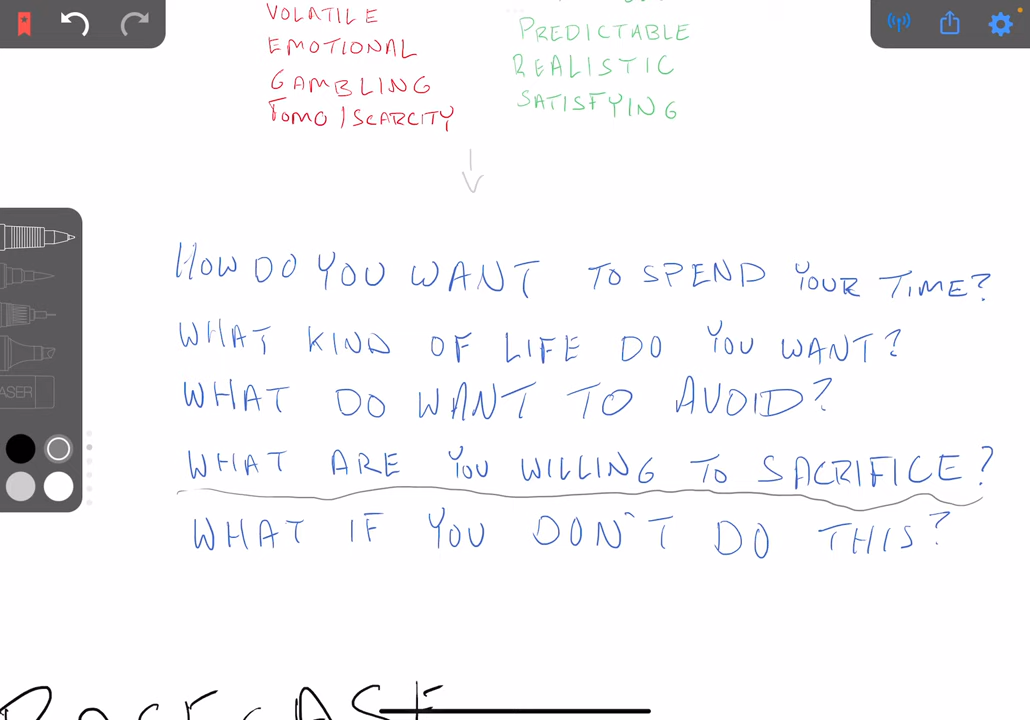 VOLATILE
EMOTIONAL
GAMBLING
FOMO / SCARCITY
PREDICTABLE
REALISTIC
SATISFYING
HOW DO YOU WANT TO SPEND YOUR TIME?
WHAT KIND OF LIFE DO YOU WANT?
WHAT DO WANT TO AVOID?
WHAT ARE YOU WILLING TO SACRIFICE?
WHAT IF YOU DON'T DO THIS?
ASER